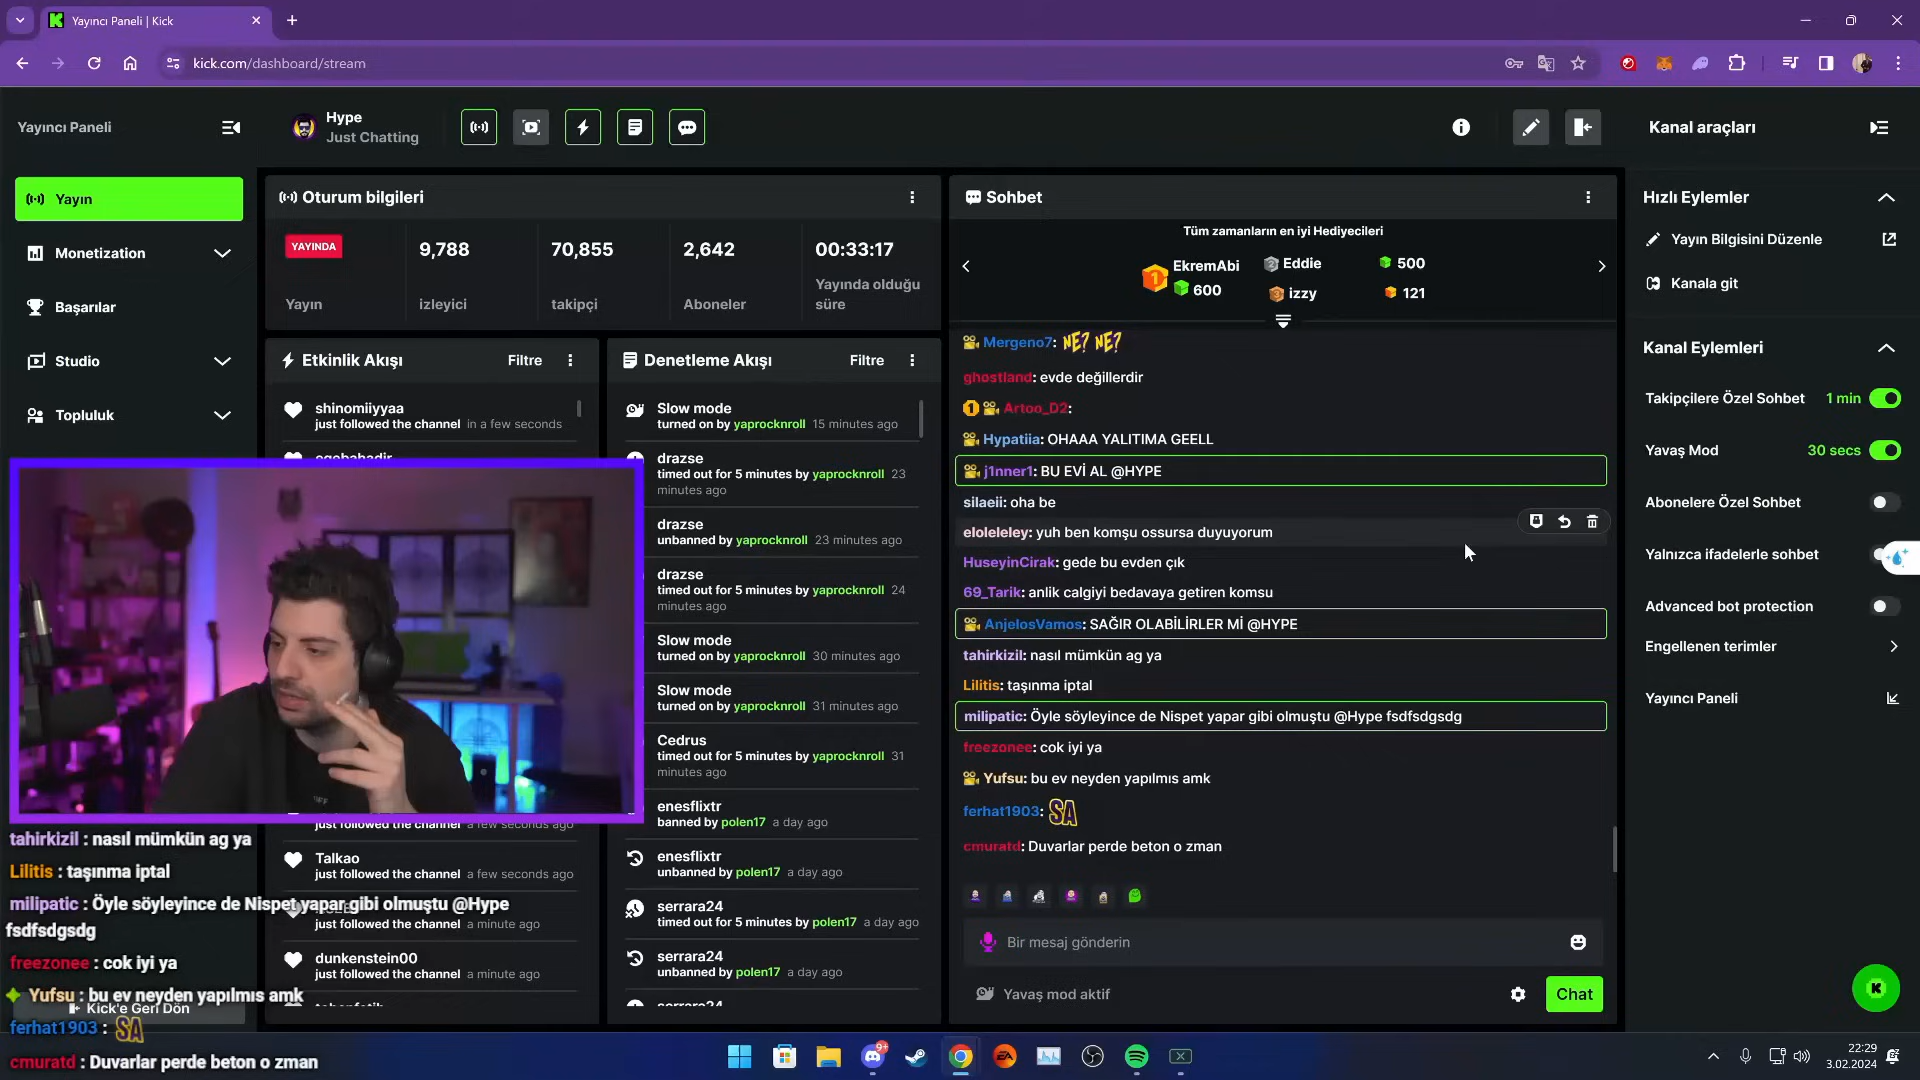 Yayıncı Paneli | Kick
kick.com/dashboard/stream
Yayıncı Paneli
Hype
Just Chatting
Kanal araçları
Yayın
Monetization
Başarılar
Studio
Topluluk
Oturum bilgileri
YAYINDA
9,788
70,855
2,642
00:33:17
Yayın
izleyici
takipçi
Aboneler
Yayında olduğu
süre
Etkinlik Akışı
Filtre
shinomiiyyaa
just followed the channel in a few seconds
just followed the channel a few seconds ago
Talkao
just followed the channel a few seconds ago
just followed the channel a minute ago
dunkenstein00
just followed the channel a minute ago
Denetleme Akışı
Filtre
Slow mode
turned on by yaprocknroll 15 minutes ago
drazse
timed out for 5 minutes by yaprocknroll 23
minutes ago
drazse
unbanned by yaprocknroll 23 minutes ago
drazse
timed out for 5 minutes by yaprocknroll 24
minutes ago
Slow mode
turned on by yaprocknroll 30 minutes ago
Slow mode
turned on by yaprocknroll 31 minutes ago
Cedrus
timed out for 5 minutes by yaprocknroll 31
minutes ago
enesflixtr
banned by polen17 a day ago
enesflixtr
unbanned by polen17 a day ago
serrara24
timed out for 5 minutes by polen17 a day ago
serrara24
unbanned by polen17 a day ago
serrara24
Sohbet
Tüm zamanların en iyi Hediyecileri
EkremAbi
600
Eddie
500
izzy
121
Mergeno7: NE? NE?
ghostland: evde değillerdir
Artoo_D2:
Hypatiia: OHAAA YALITIMA GEELL
j1nner1: BU EVİ AL @HYPE
silaeii: oha be
eloleleley: yuh ben komşu ossursa duyuyorum
HuseyinCirak: gede bu evden çık
69_Tarik: anlik calgiyi bedavaya getiren komsu
AnjelosVamos: SAĞIR OLABİLİRLER Mİ @HYPE
tahirkizil: nasıl mümkün ag ya
Lilitis: taşınma iptal
milipatic: Öyle söyleyince de Nispet yapar gibi olmuştu @Hype fsdfsdgsdg
freezonee: cok iyi ya
Yufsu: bu ev neyden yapılmıs amk
ferhat1903: SA
cmuratd: Duvarlar perde beton o zman
Bir mesaj gönderin
Yavaş mod aktif
Chat
Hızlı Eylemler
Yayın Bilgisini Düzenle
Kanala git
Kanal Eylemleri
Takipçilere Özel Sohbet 1 min
Yavaş Mod 30 secs
Abonelere Özel Sohbet
Yalnızca ifadelerle sohbet
Advanced bot protection
Engellenen terimler
Yayıncı Paneli
tahirkizil : nasıl mümkün ag ya
Lilitis : taşınma iptal
milipatic : Öyle söyleyince de Nispet yapar gibi olmuştu @Hype
fsdfsdgsdg
freezonee : cok iyi ya
Yufsu : bu ev neyden yapılmıs amk
Kick'e Geri Dön
ferhat1903 : SA
cmuratd : Duvarlar perde beton o zman
9+
22:29
3.02.2024